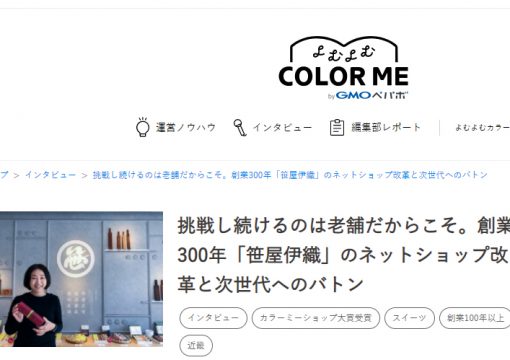 よむよむ
COLOR ME
by GMOペパボ
運営ノウハウ インタビュー 編集部レポート よむよむカラー
プ > インタビュー > 挑戦し続けるのは老舗だからこそ。創業300年「笹屋伊織」のネットショップ改革と次世代へのバトン
挑戦し続けるのは老舗だからこそ。創業
300年「笹屋伊織」のネットショップ改
革と次世代へのバトン
インタビュー カラーミーショップ大賞受賞 スイーツ 創業100年以上
近畿
笹